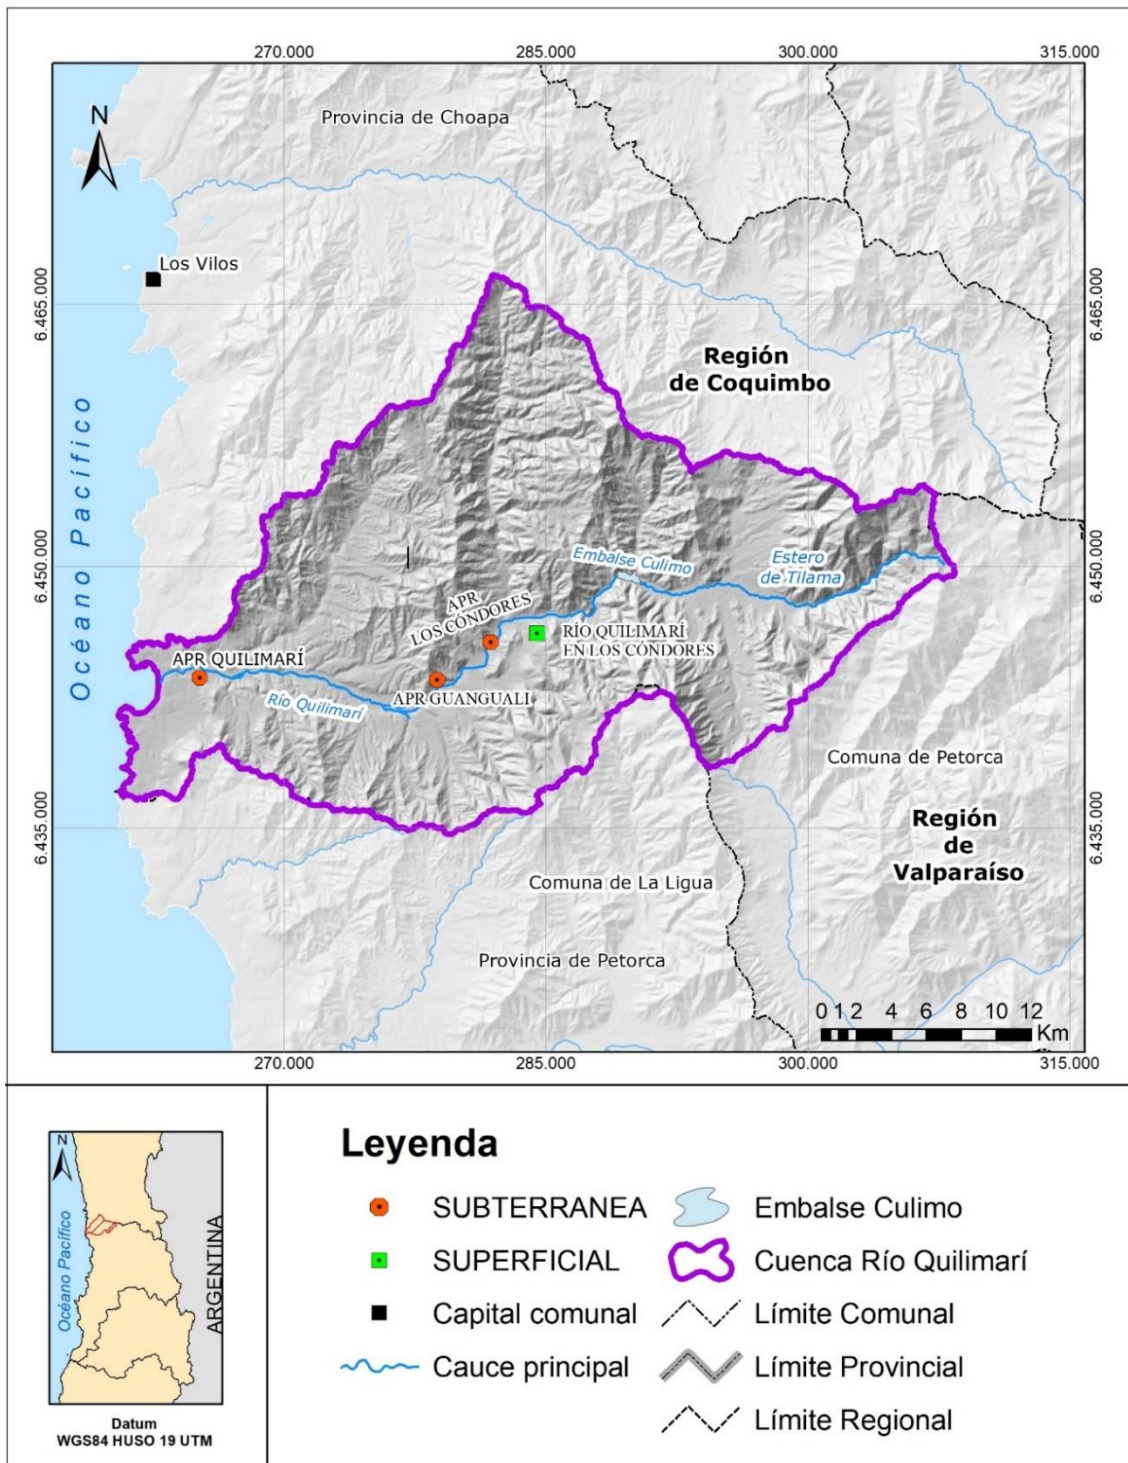 270.000 285.000 300.000 315.000
N
Provincia de Choapa
Los Vilos
6.465.000
6.465.000
Región
de Coquimbo
Océano Pacífico
6.450.000
6.450.000
Embalse Culimo
Estero
de Tilama
APR
LOS CÓNDORES
RÍO QUILIMARÍ
EN LOS CÓNDORES
APR QUILIMARÍ
APR GUANGUALI
Río Quilimarí
Comuna de Petorca
6.435.000
6.435.000
Región
de
Valparaíso
Comuna de La Ligua
Provincia de Petorca
0 1 2 4 6 8 10 12
Km
270.000 285.000 300.000 315.000
N
Océano Pacífico
ARGENTINA
Datum
WGS84 HUSO 19 UTM
Leyenda
SUBTERRANEA
SUPERFICIAL
Capital comunal
Cauce principal
Embalse Culimo
Cuenca Río Quilimarí
Límite Comunal
Límite Provincial
Límite Regional